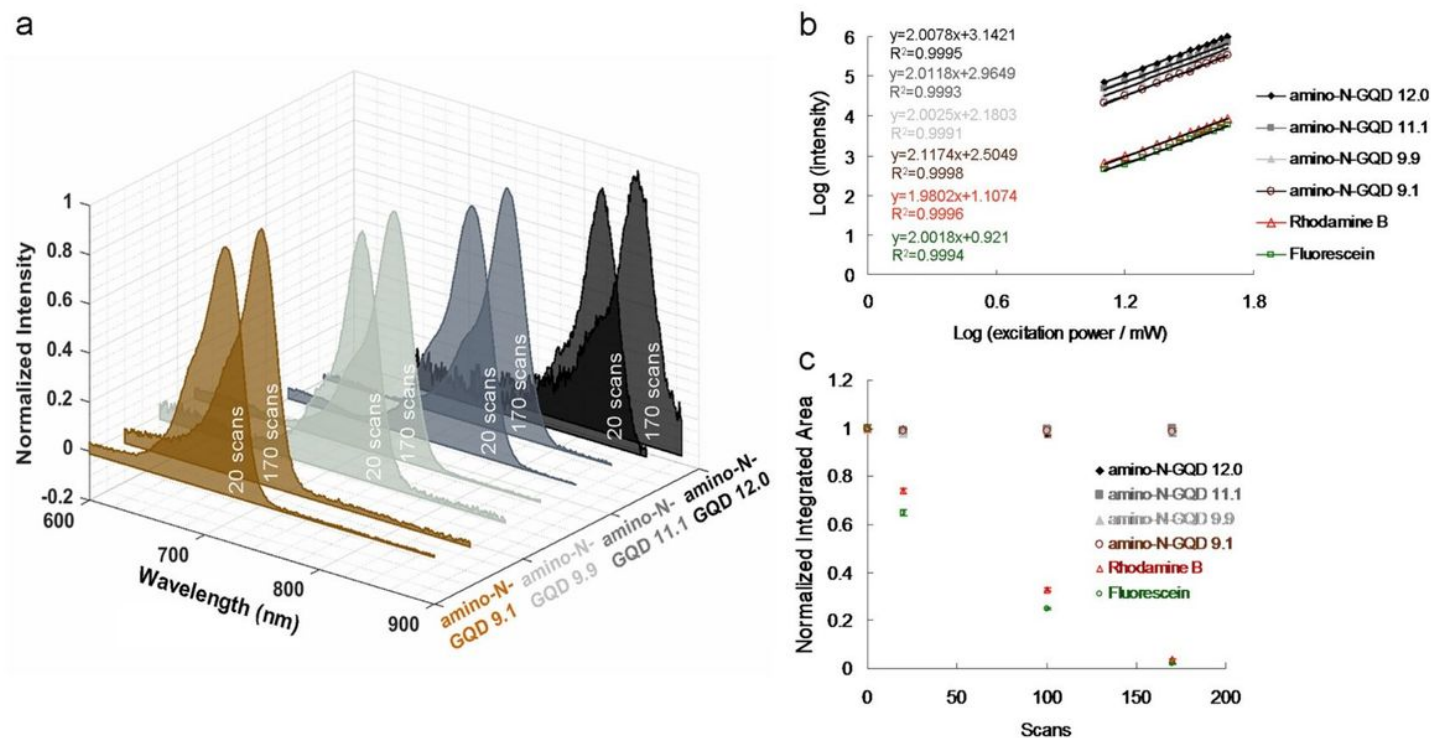 a
Normalized Intensity
1
0.8
0.6
0.4
0.2
0
-0.2
600
700
800
900
Wavelength (nm)
20 scans
170 scans
20 scans
170 scans
20 scans
170 scans
20 scans
170 scans
amino-N-
GQD 9.1
amino-N-
GQD 9.9
amino-N-
GQD 11.1
amino-N-
GQD 12.0
b
Log (intensity)
6
5
4
3
2
1
0
y=2.0078x+3.1421
R²=0.9995
y=2.0118x+2.9649
R²=0.9993
y=2.0025x+2.1803
R²=0.9991
y=2.1174x+2.5049
R²=0.9998
y=1.9802x+1.1074
R²=0.9996
y=2.0018x+0.921
R²=0.9994
0
0.6
1.2
1.8
Log (excitation power / mW)
amino-N-GQD 12.0
amino-N-GQD 11.1
amino-N-GQD 9.9
amino-N-GQD 9.1
Rhodamine B
Fluorescein
c
Normalized Integrated Area
1.2
1
0.8
0.6
0.4
0.2
0
0
50
100
150
200
Scans
amino-N-GQD 12.0
amino-N-GQD 11.1
amino-N-GQD 9.9
amino-N-GQD 9.1
Rhodamine B
Fluorescein